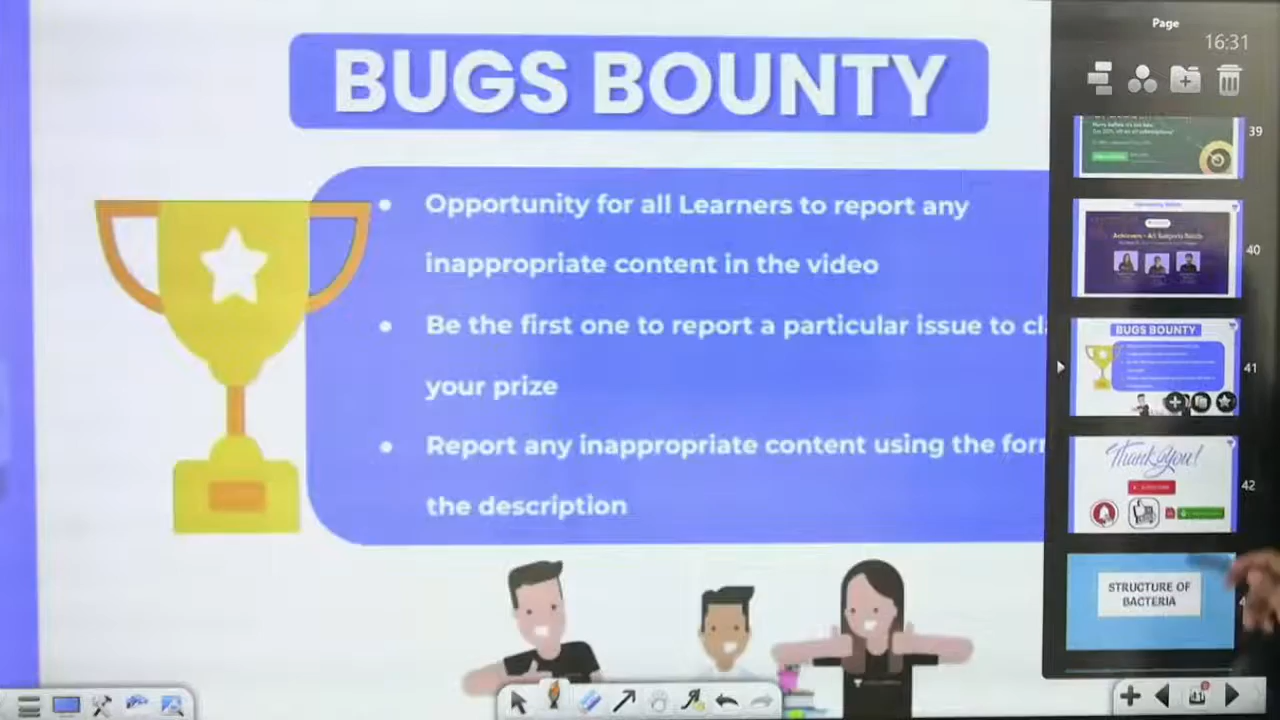 BUGS BOUNTY
Opportunity for all Learners to report any
inappropriate content in the video
Be the first one to report a particular issue to
your prize
Report any inappropriate content using the
the description
Page
16:31
39
40
BUGS BOUNTY
41
Thank You!
42
STRUCTURE OF
BACTERIA
41